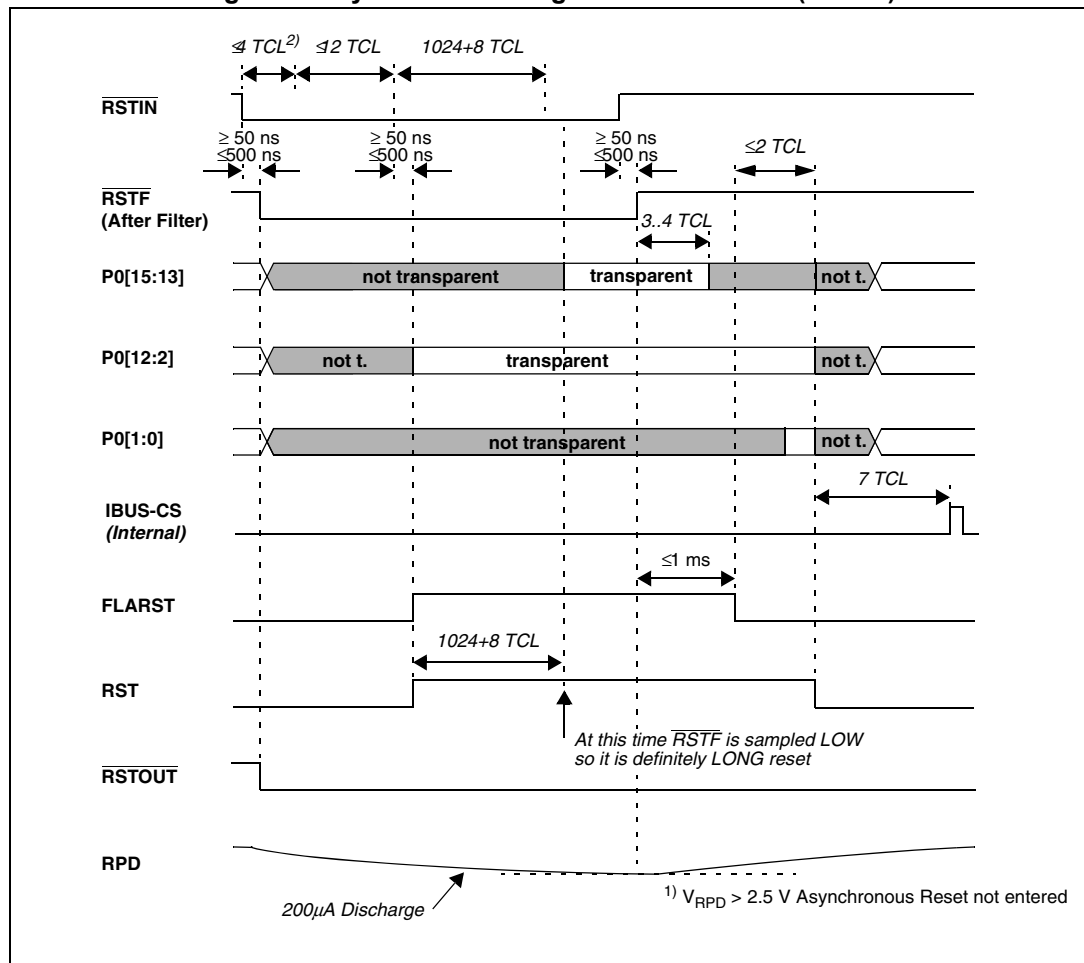 ≤4 TCL2) ≤12 TCL 1024+8 TCL
RSTIN
≥ 50 ns ≥ 50 ns ≥ 50 ns
≤500 ns ≤500 ns ≤500 ns
≤2 TCL
RSTF
(After Filter)
3..4 TCL
P0[15:13] not transparent transparent not t.
P0[12:2] not t. transparent not t.
P0[1:0] not transparent not t.
7 TCL
IBUS-CS
(Internal)
≤1 ms
FLARST
1024+8 TCL
RST
At this time RSTF is sampled LOW
so it is definitely LONG reset
RSTOUT
RPD
200µA Discharge
1) VRPD > 2.5 V Asynchronous Reset not entered